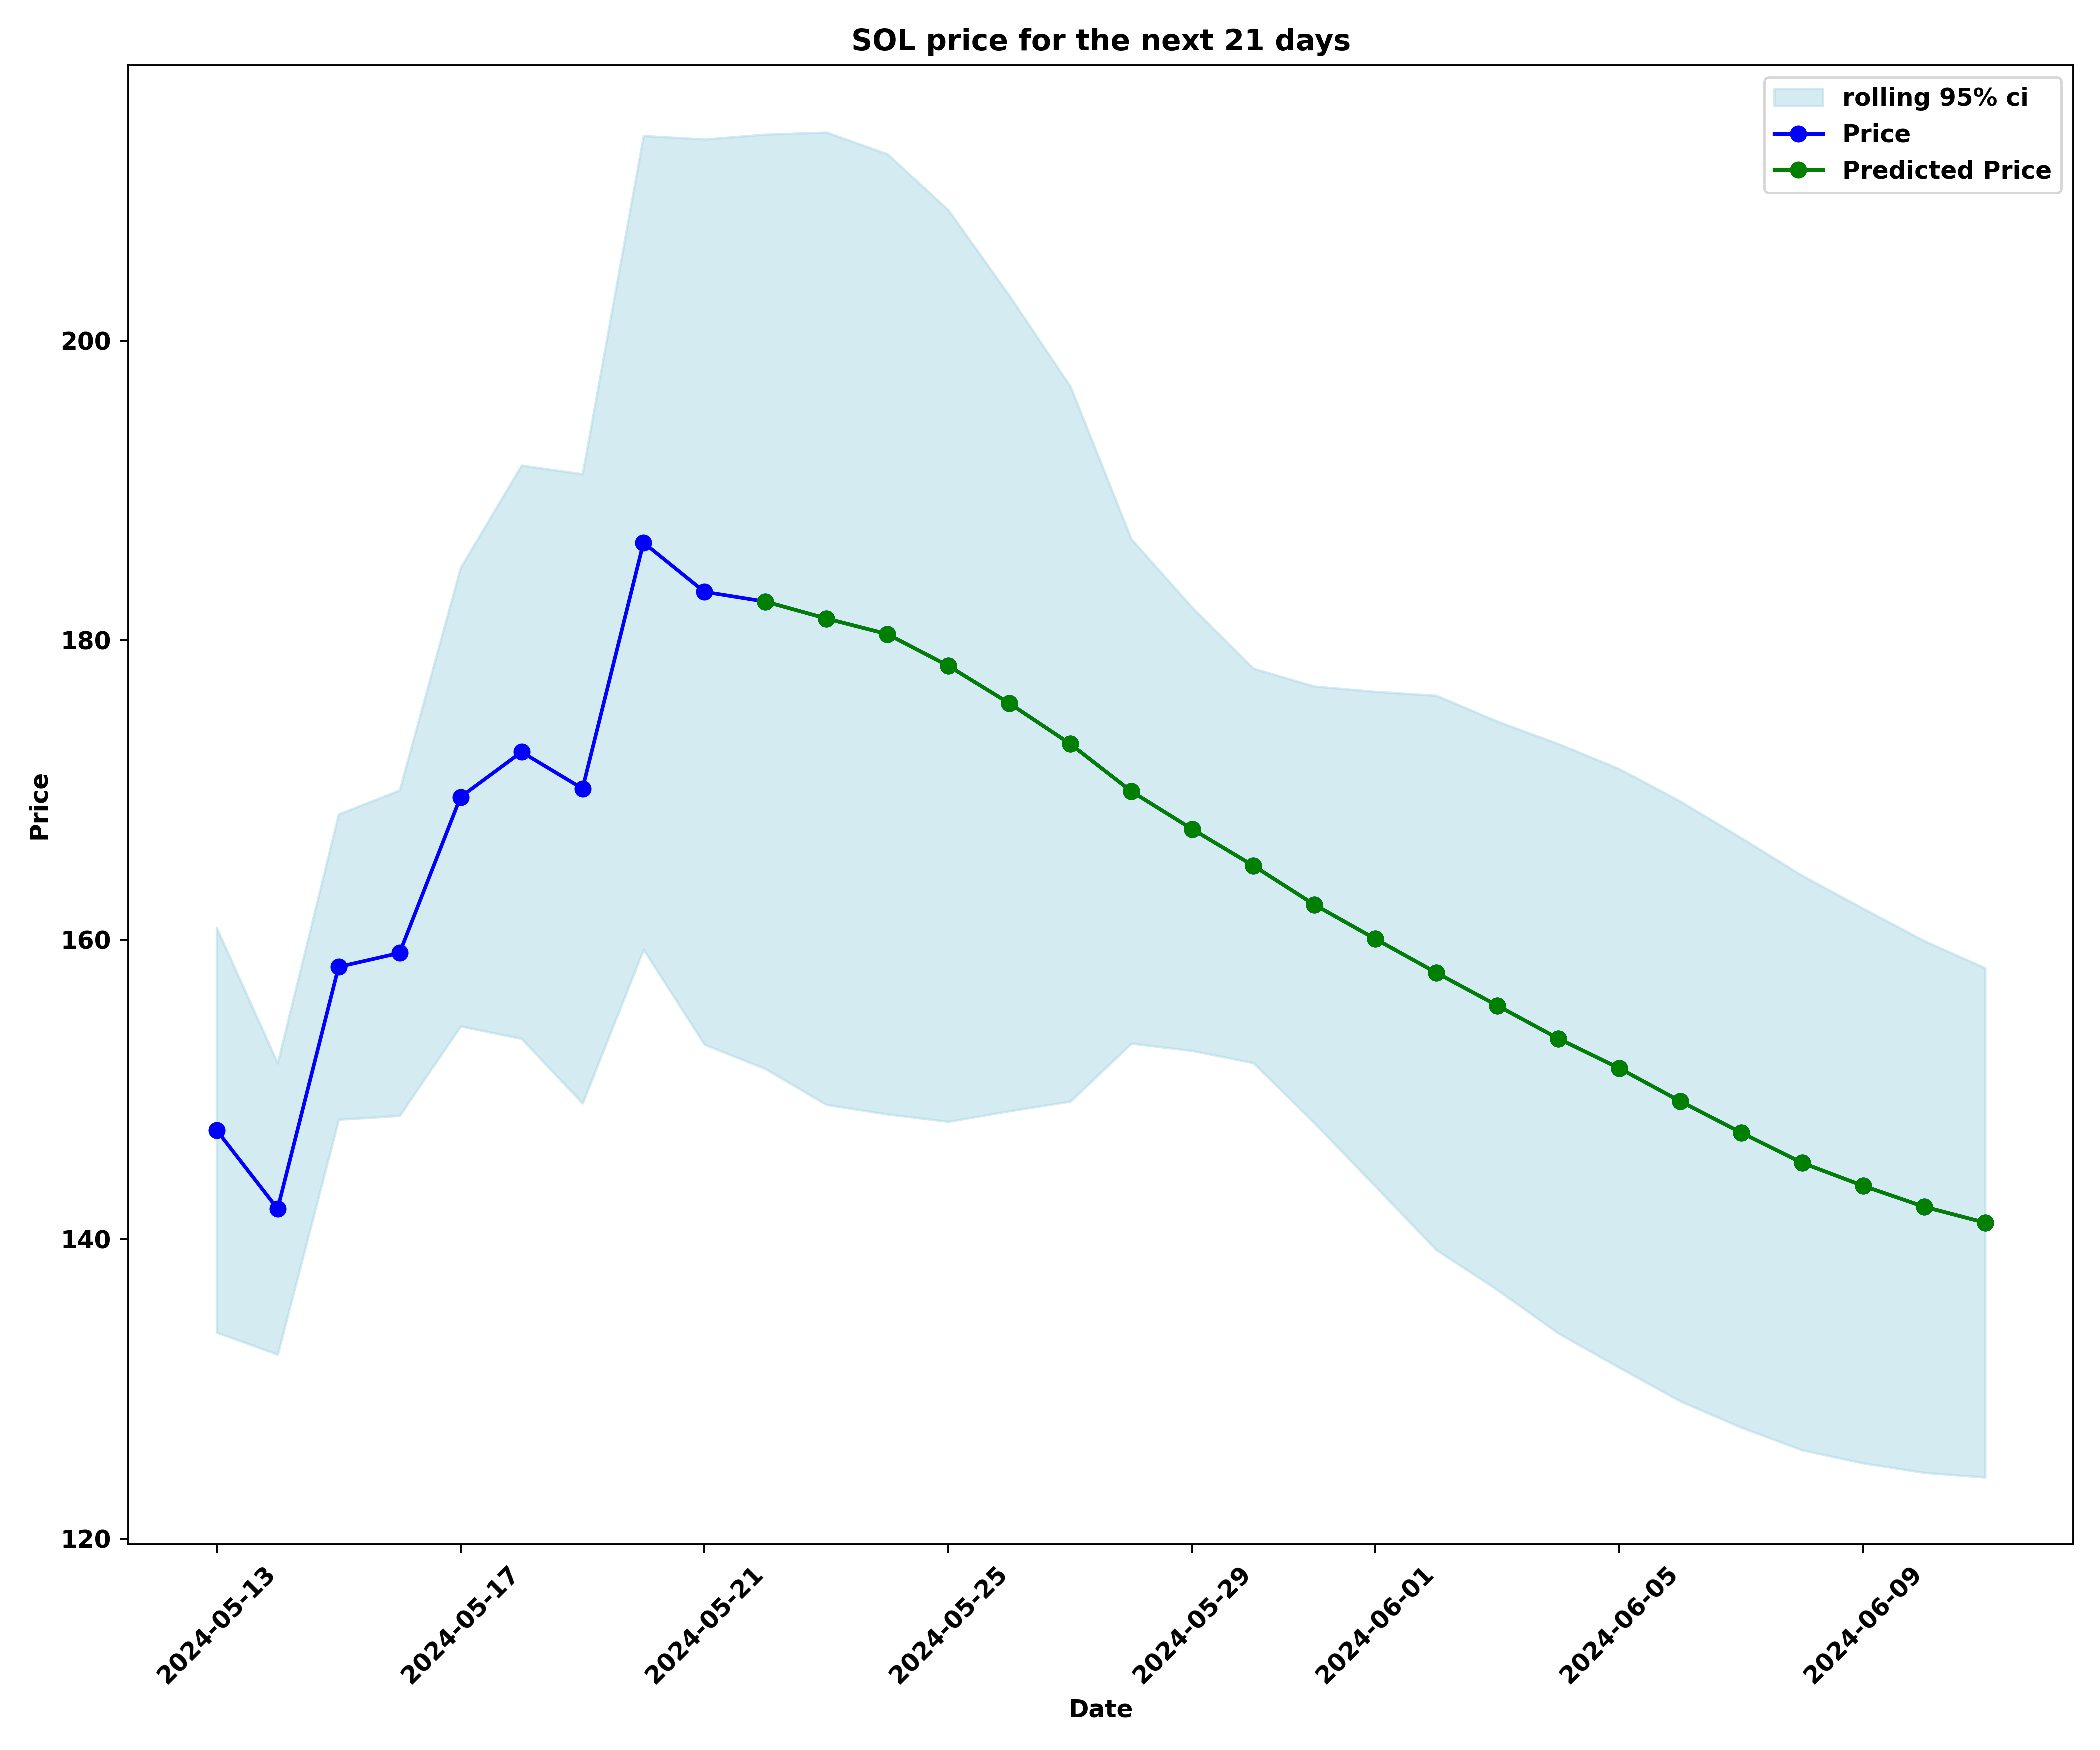 SOL price for the next 21 days
rolling 95% ci
Price
Predicted Price
200
180
160
140
120
Price
2024-05-13
2024-05-17
2024-05-21
2024-05-25
2024-05-29
2024-06-01
2024-06-05
2024-06-09
Date